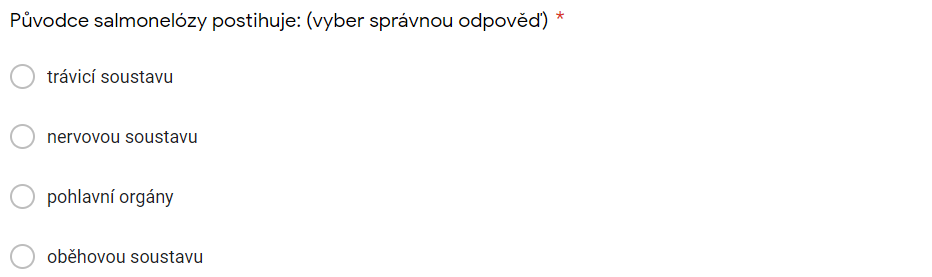 Původce salmonelózy postihuje: (vyber správnou odpověď) *
trávicí soustavu
nervovou soustavu
pohlavní orgány
oběhovou soustavu